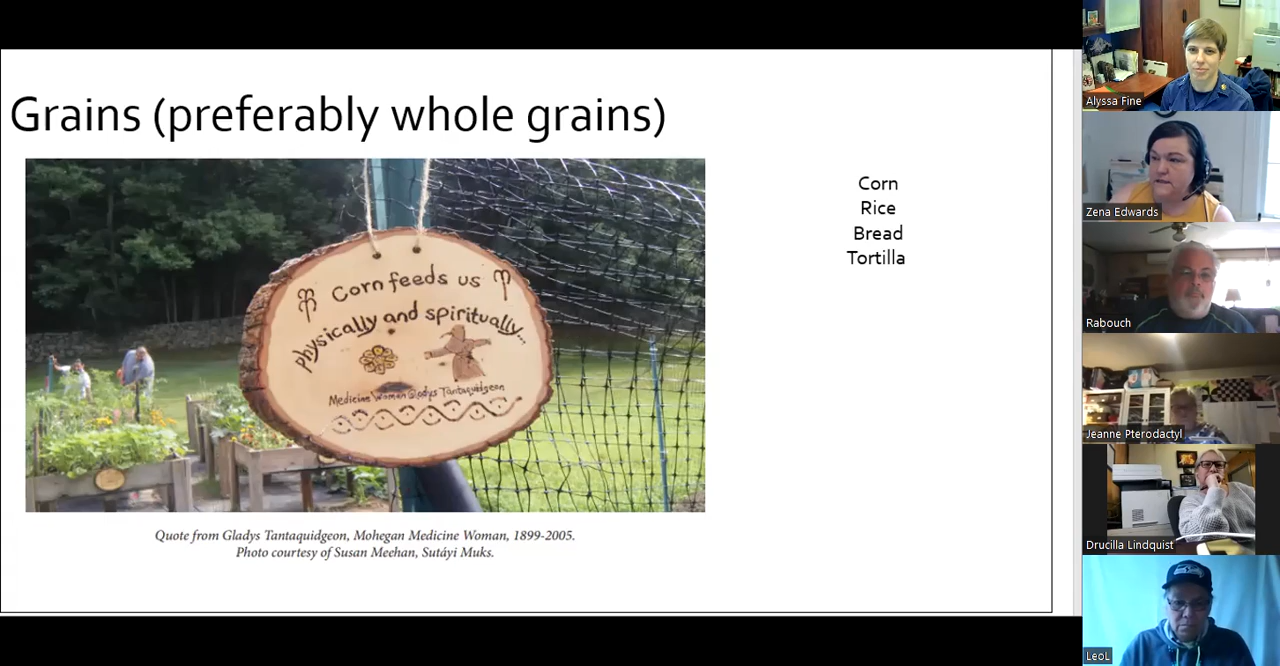 Grains (preferably whole grains)
Corn feeds us
physically and spiritually...
Medicine Woman Gladys Tantaquidgeon
Quote from Gladys Tantaquidgeon, Mohegan Medicine Woman, 1899-2005.
Photo courtesy of Susan Meehan, Sutáyi Muks.
Corn
Rice
Bread
Tortilla
Alyssa Fine
Zena Edwards
Rabouch
Jeanne Pterodactyl
Drucilla Lindquist
LeoL